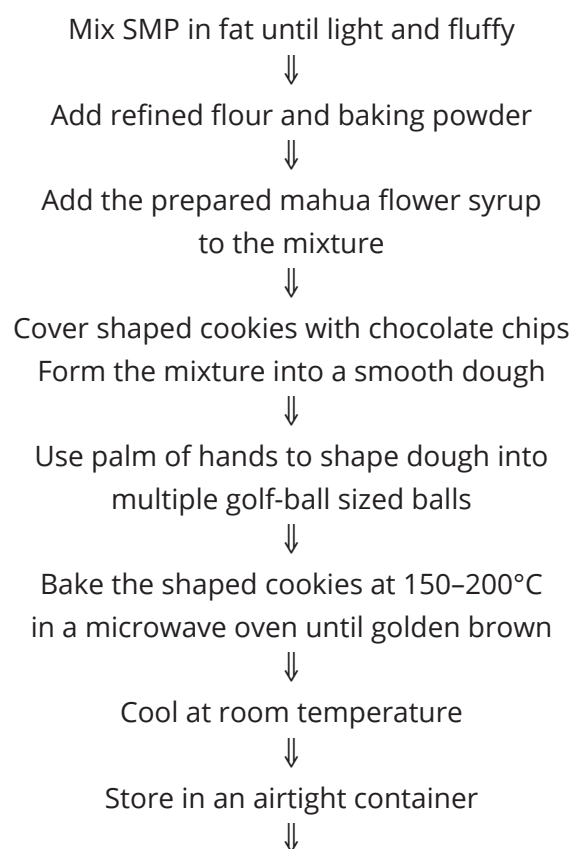 Mix SMP in fat until light and fluffy
⇓
Add refined flour and baking powder
⇓
Add the prepared mahua flower syrup
to the mixture
⇓
Cover shaped cookies with chocolate chips
Form the mixture into a smooth dough
⇓
Use palm of hands to shape dough into
multiple golf-ball sized balls
⇓
Bake the shaped cookies at 150–200°C
in a microwave oven until golden brown
⇓
Cool at room temperature
⇓
Store in an airtight container
⇓